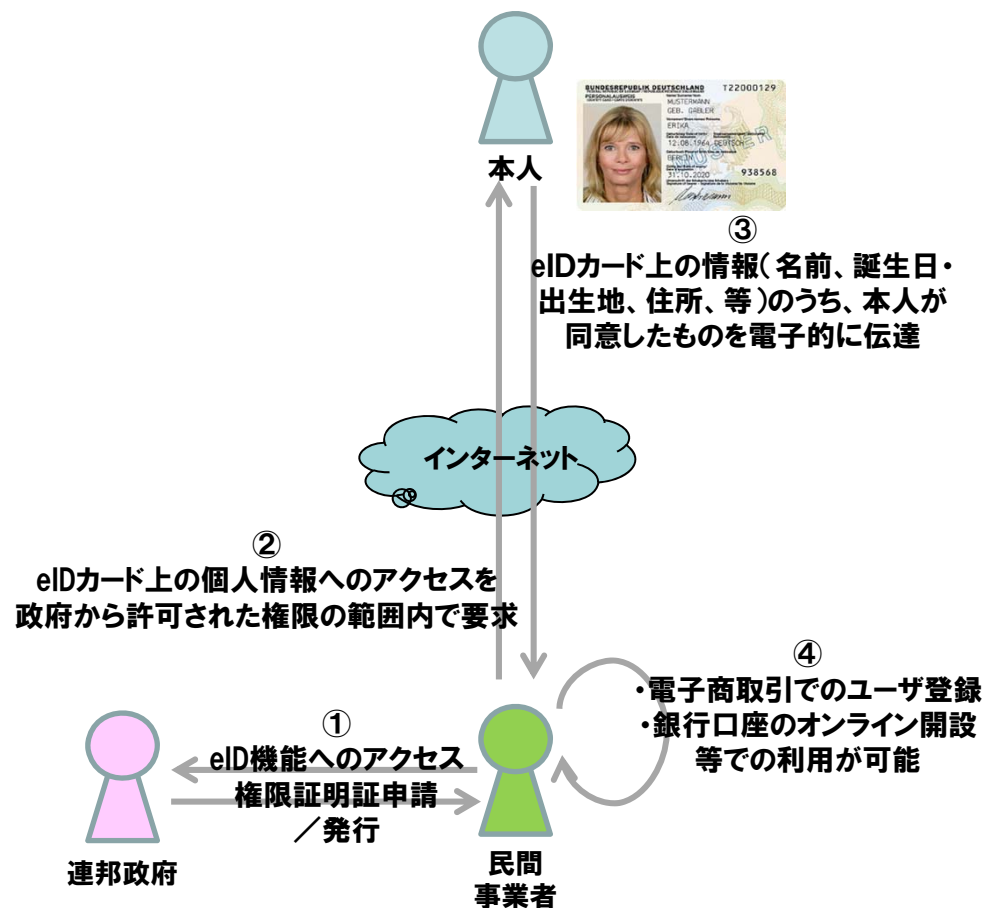 本人
BUNDESREPUBLIK DEUTSCHLAND T22000129
PERSONALAUSWEIS
MUSTERMANN
GEB. GABLER
ERIKA
12.08.1964 DEUTSCH
BERLIN
31.10.2020 938568
MUSTER
③
eIDカード上の情報(名前、誕生日・
出生地、住所、等)のうち、本人が
同意したものを電子的に伝達
インターネット
②
eIDカード上の個人情報へのアクセスを
政府から許可された権限の範囲内で要求
④
・電子商取引でのユーザ登録
・銀行口座のオンライン開設
等での利用が可能
①
eID機能へのアクセス
権限証明証申請
／発行
連邦政府
民間
事業者